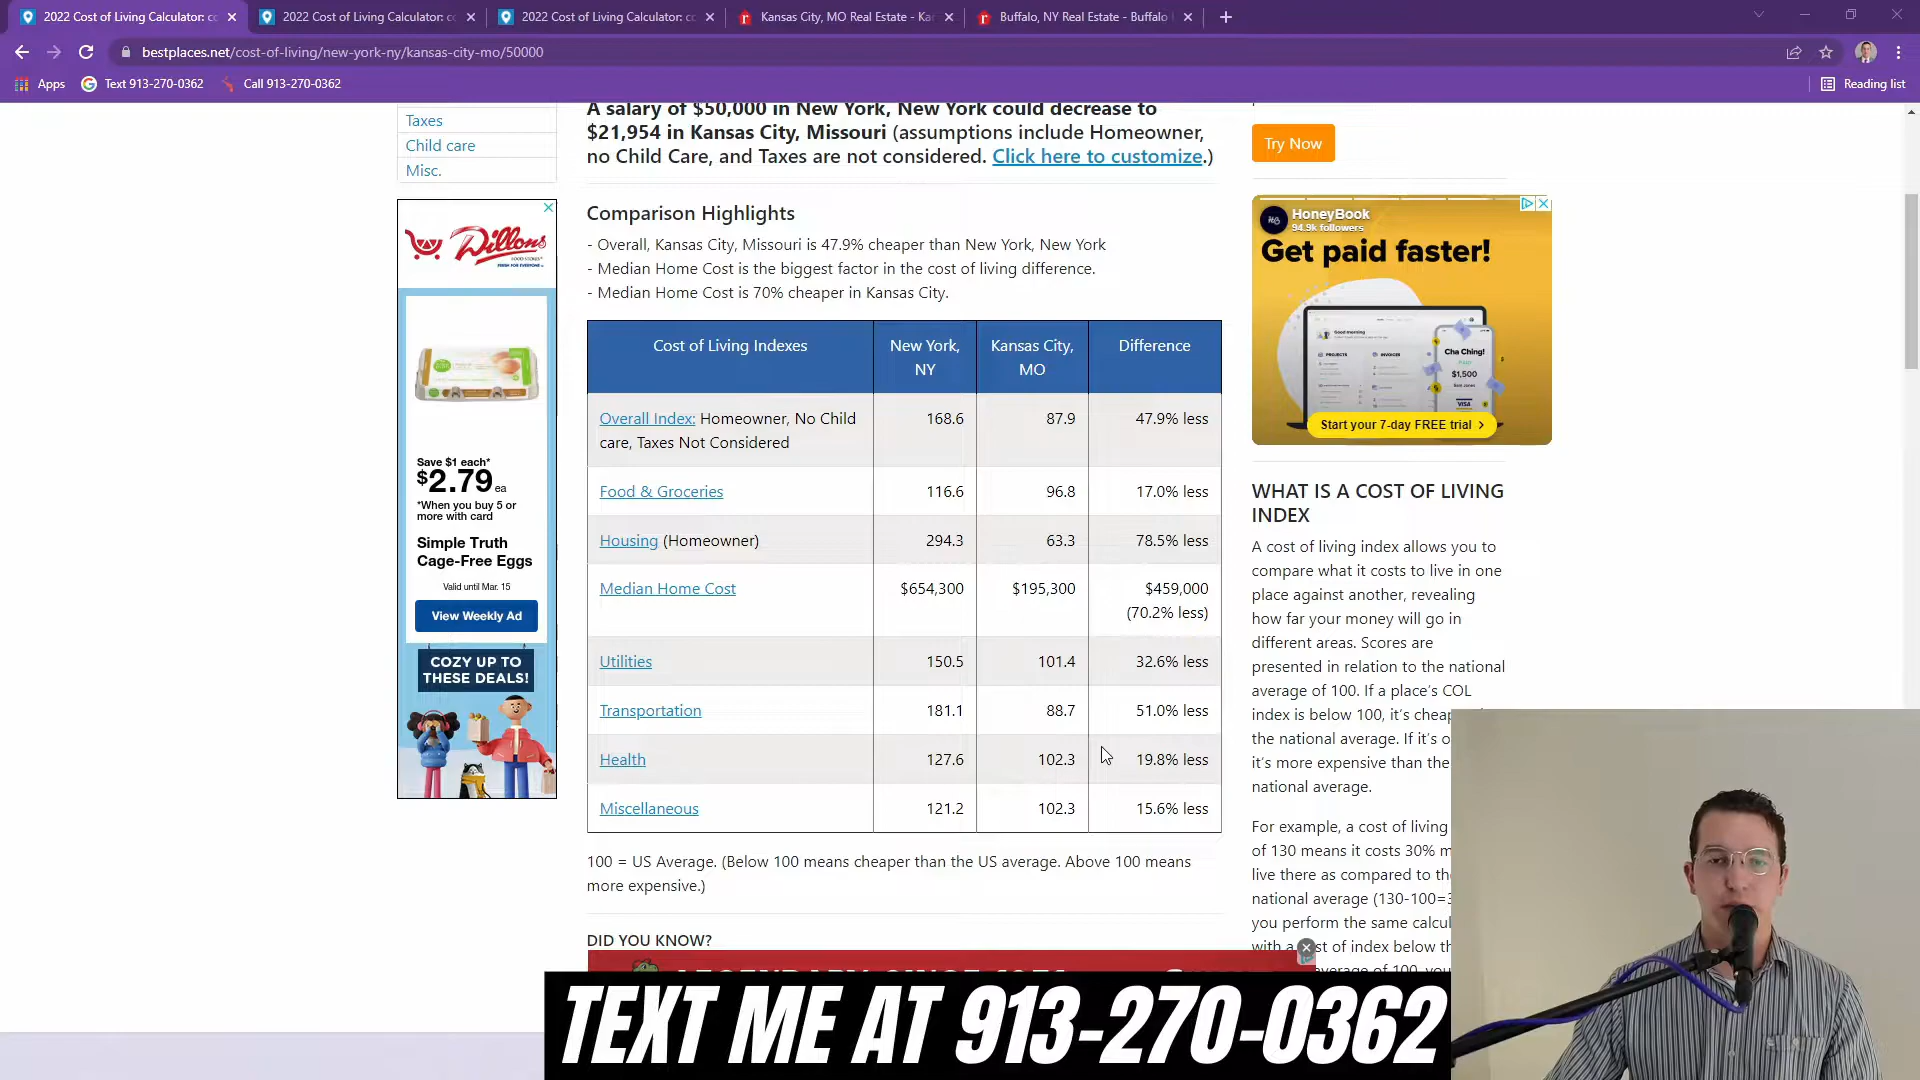 2022 Cost of Living Calculator: co
2022 Cost of Living Calculator: co
2022 Cost of Living Calculator: co
Kansas City, MO Real Estate - Ka
Buffalo, NY Real Estate - Buffalo
bestplaces.net/cost-of-living/new-york-ny/kansas-city-mo/50000
Apps
Text 913-270-0362
Call 913-270-0362
Reading list
Taxes
Child care
Misc.
A salary of $50,000 in New York, New York could decrease to
$21,954 in Kansas City, Missouri (assumptions include Homeowner,
no Child Care, and Taxes are not considered. Click here to customize.)
Try Now
Comparison Highlights
- Overall, Kansas City, Missouri is 47.9% cheaper than New York, New York
- Median Home Cost is the biggest factor in the cost of living difference.
- Median Home Cost is 70% cheaper in Kansas City.
Cost of Living Indexes
New York,
NY
Kansas City,
MO
Difference
Overall Index: Homeowner, No Child
care, Taxes Not Considered
168.6
87.9
47.9% less
Food & Groceries
116.6
96.8
17.0% less
Housing (Homeowner)
294.3
63.3
78.5% less
Median Home Cost
$654,300
$195,300
$459,000
(70.2% less)
Utilities
150.5
101.4
32.6% less
Transportation
181.1
88.7
51.0% less
Health
127.6
102.3
19.8% less
Miscellaneous
121.2
102.3
15.6% less
100 = US Average. (Below 100 means cheaper than the US average. Above 100 means
more expensive.)
DID YOU KNOW?
Dillons
FOOD STORES
Save $1 each*
$2.79 ea
*When you buy 5 or
more with card
Simple Truth
Cage-Free Eggs
Valid until Mar. 15
View Weekly Ad
COZY UP TO
THESE DEALS!
HoneyBook
94.9k followers
Get paid faster!
Good morning
PROJECTS
INVOICES
Cha Ching!
$1,500
VISA
Start your 7-day FREE trial
WHAT IS A COST OF LIVING
INDEX
A cost of living index allows you to
compare what it costs to live in one
place against another, revealing
how far your money will go in
different areas. Scores are
presented in relation to the national
average of 100. If a place's COL
index is below 100, it's cheap
the national average. If it's o
it's more expensive than the
national average.
For example, a cost of living
of 130 means it costs 30% m
live there as compared to th
national average (130-100=3
you perform the same calcul
with a cost of index below th
average of 100, you
TEXT ME AT 913-270-0362